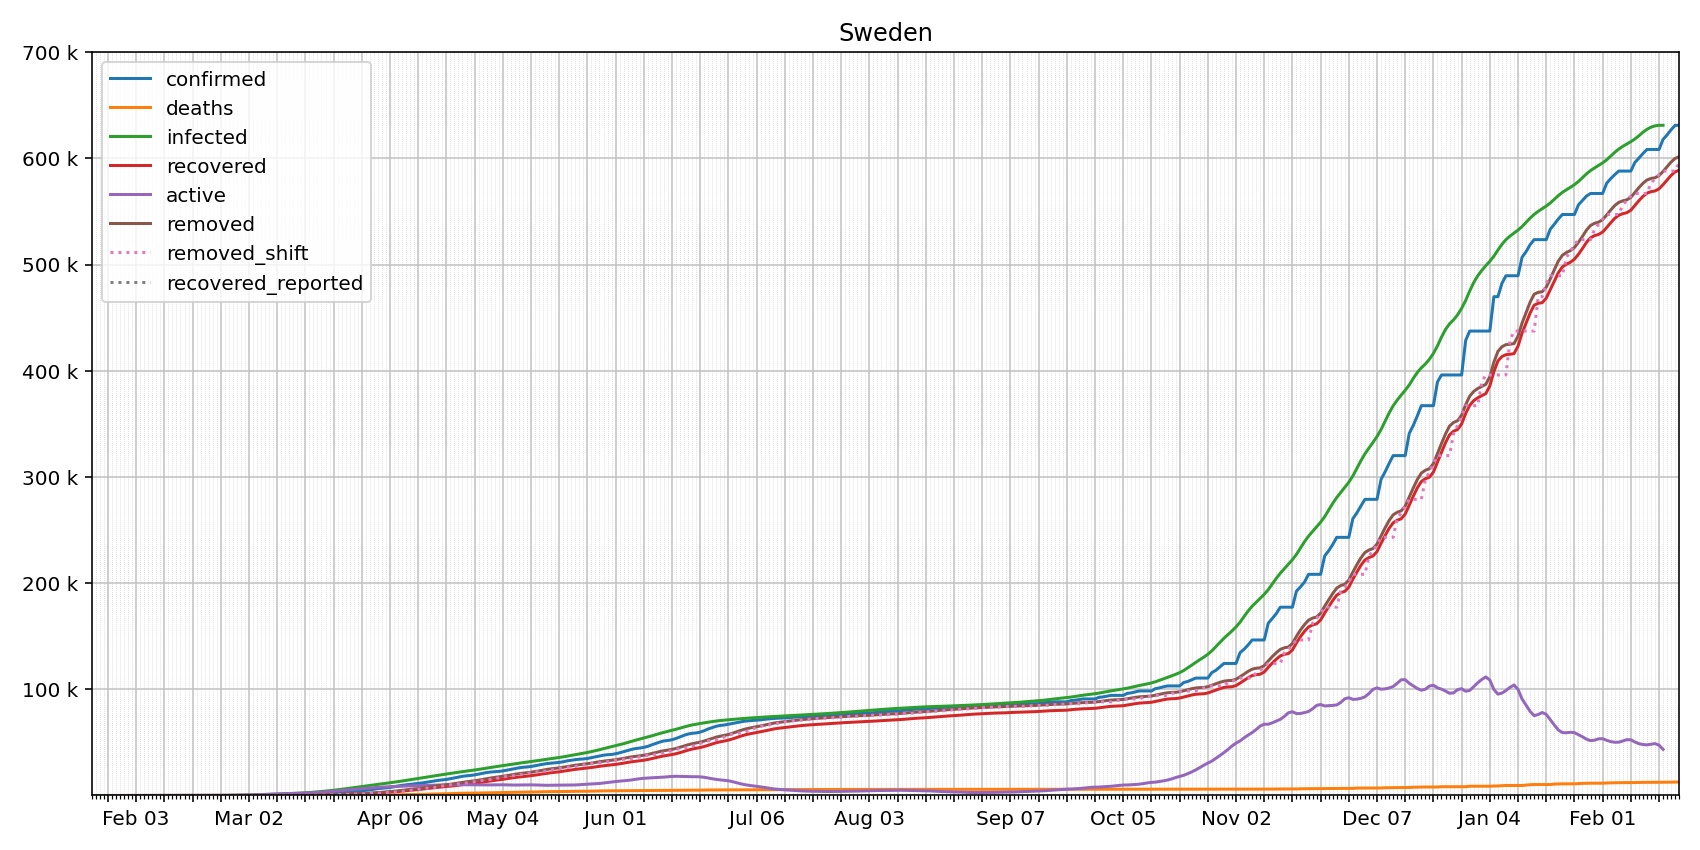 Sweden
700 k
600 k
500 k
400 k
300 k
200 k
100 k
confirmed
deaths
infected
recovered
active
removed
removed_shift
recovered_reported
Feb 03 Mar 02 Apr 06 May 04 Jun 01 Jul 06 Aug 03 Sep 07 Oct 05 Nov 02 Dec 07 Jan 04 Feb 01